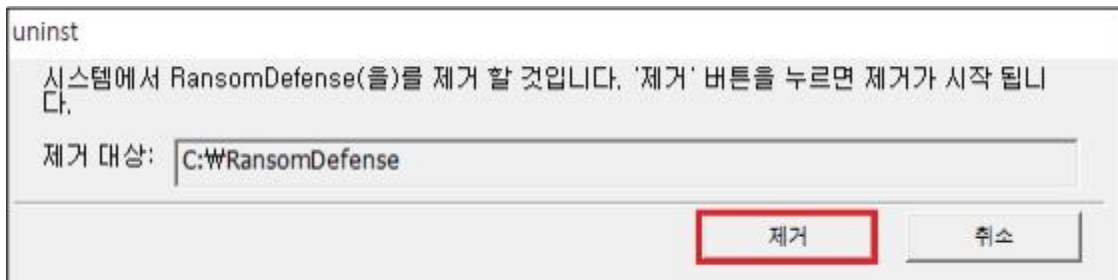 uninst
시스템에서 RansomDefense(을)를 제거 할 것입니다. '제거' 버튼을 누르면 제거가 시작 됩니
다.
제거 대상: C:₩RansomDefense
제거 취소